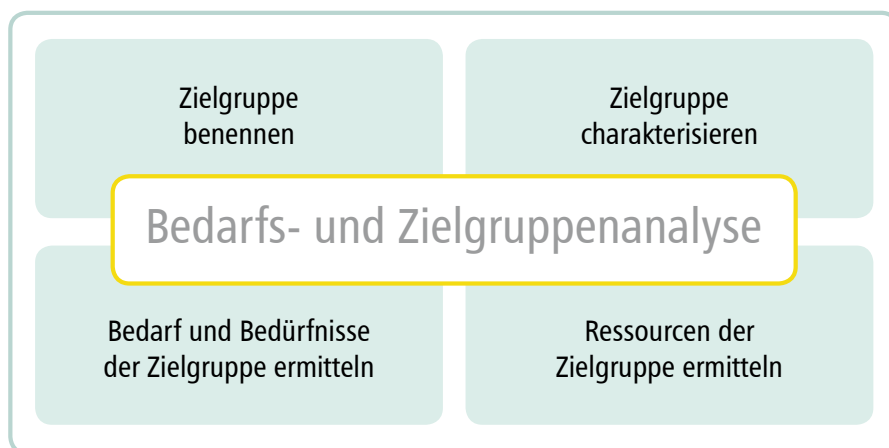 Zielgruppe
benennen
Zielgruppe
charakterisieren
Bedarfs- und Zielgruppenanalyse
Bedarf und Bedürfnisse
der Zielgruppe ermitteln
Ressourcen der
Zielgruppe ermitteln